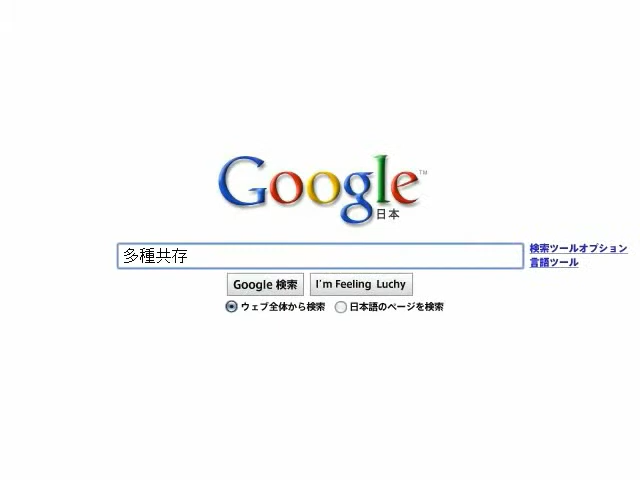 Google™
日本
多種共存
検索ツールオプション
言語ツール
Google 検索
I'm Feeling Luchy
ウェブ全体から検索
日本語のページを検索